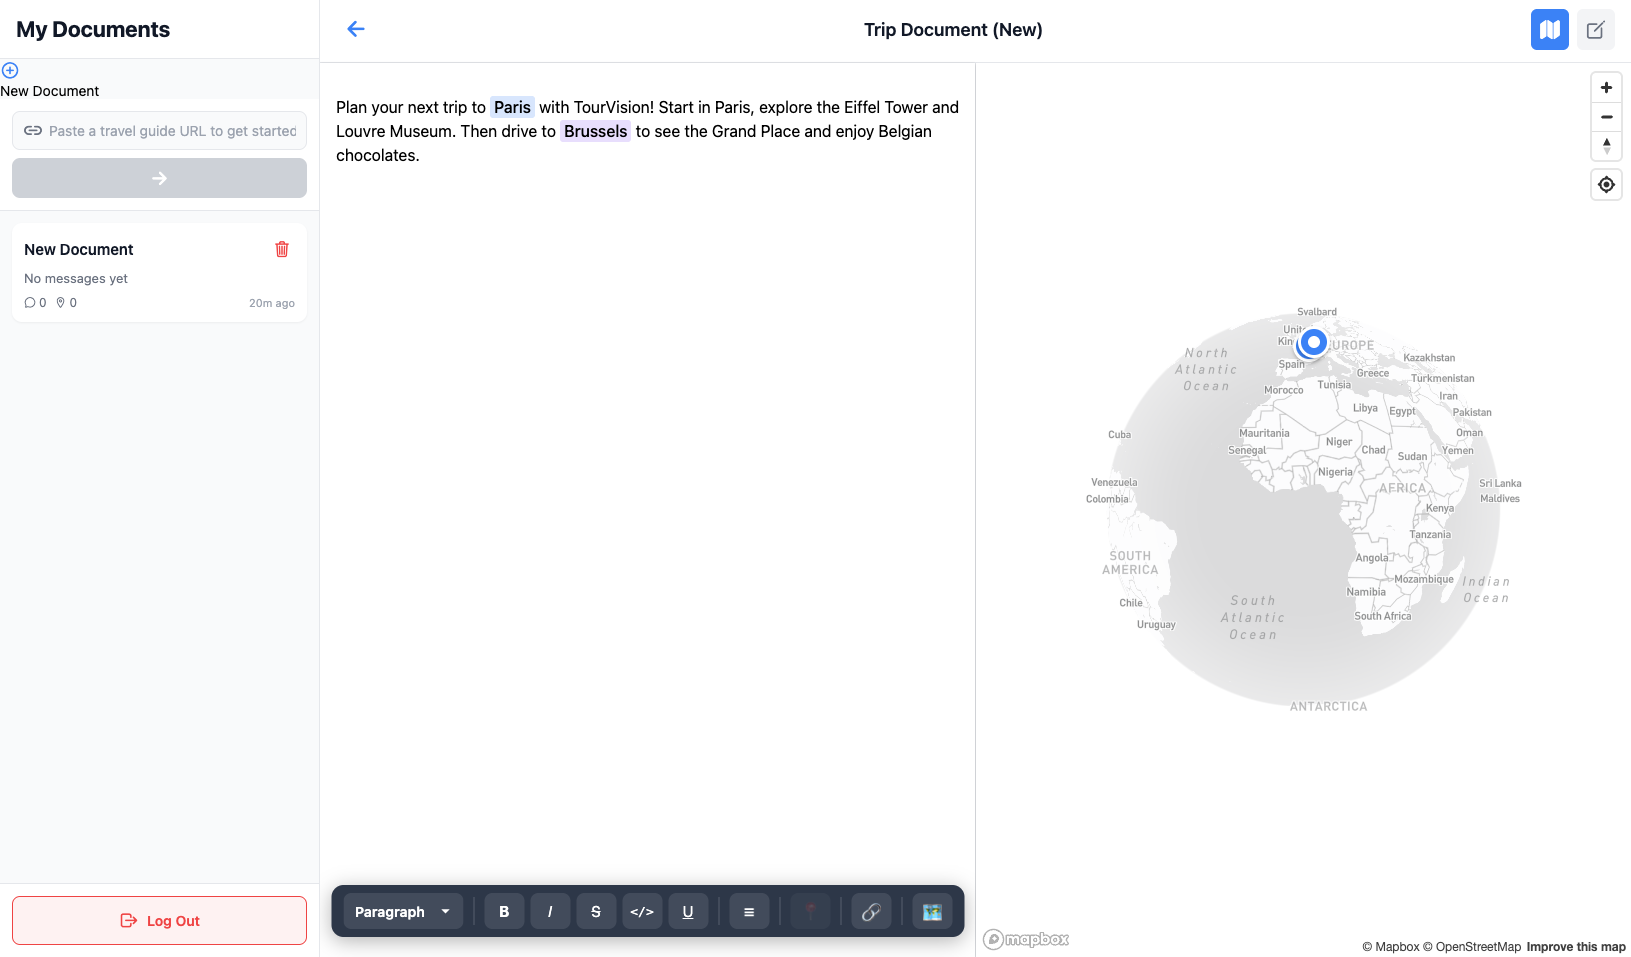 My Documents
New Document
Paste a travel guide URL to get started
New Document
No messages yet
0 0 20m ago
Log Out
Trip Document (New)
Plan your next trip to Paris with TourVision! Start in Paris, explore the Eiffel Tower and
Louvre Museum. Then drive to Brussels to see the Grand Place and enjoy Belgian
chocolates.
Paragraph B I S </> U
Svalbard
EUROPE
North
Atlantic
Ocean
Kazakhstan
Spain
Greece
Turkmenistan
Morocco
Tunisia
Iran
Libya
Egypt
Pakistan
Cuba
Mauritania
Oman
Niger
Senegal
Chad
Sudan
Yemen
Nigeria
Venezuela
AFRICA
Sri Lanka
Colombia
Maldives
Kenya
Tanzania
SOUTH
AMERICA
Angola
Mozambique
Indian
Ocean
Namibia
Chile
South
Atlantic
Ocean
South Africa
Uruguay
ANTARCTICA
mapbox
© Mapbox © OpenStreetMap Improve this map